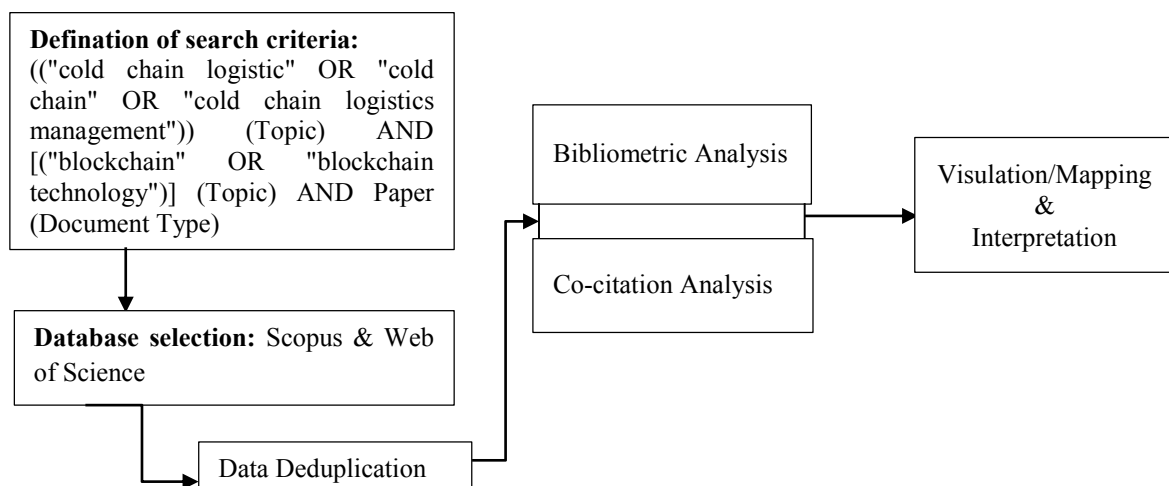 Defination of search criteria:
(("cold chain logistic" OR "cold
chain" OR "cold chain logistics
management")) (Topic) AND
[("blockchain" OR "blockchain
technology")] (Topic) AND Paper
(Document Type)
Database selection: Scopus & Web
of Science
Data Deduplication
Bibliometric Analysis
Co-citation Analysis
Visulation/Mapping
&
Interpretation